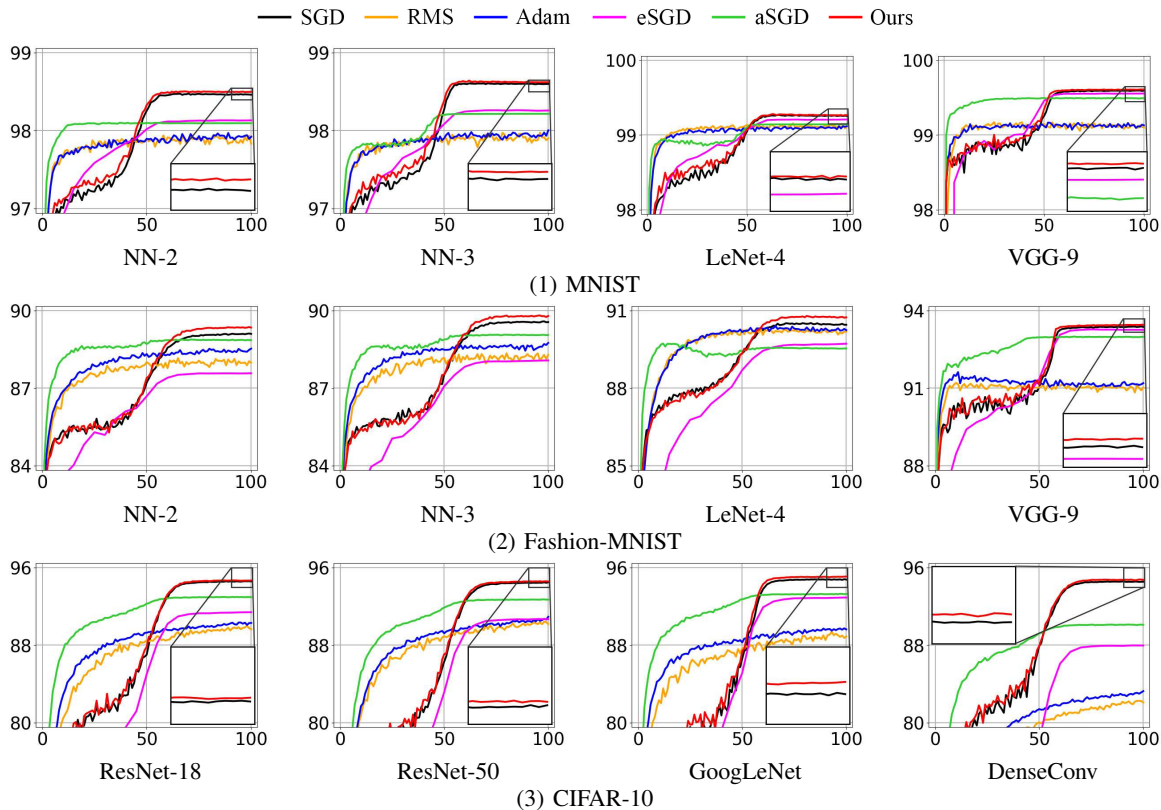 SGD RMS Adam eSGD aSGD Ours
99 99 100 100
98 98 99 99
97 97 98 98
0 50 100 0 50 100 0 50 100 0 50 100
NN-2 NN-3 LeNet-4 VGG-9
(1) MNIST
90 90 91 94
87 87 88 91
84 84 85 88
0 50 100 0 50 100 0 50 100 0 50 100
NN-2 NN-3 LeNet-4 VGG-9
(2) Fashion-MNIST
96 96 96 96
88 88 88 88
80 80 80 80
0 50 100 0 50 100 0 50 100 0 50 100
ResNet-18 ResNet-50 GoogLeNet DenseConv
(3) CIFAR-10